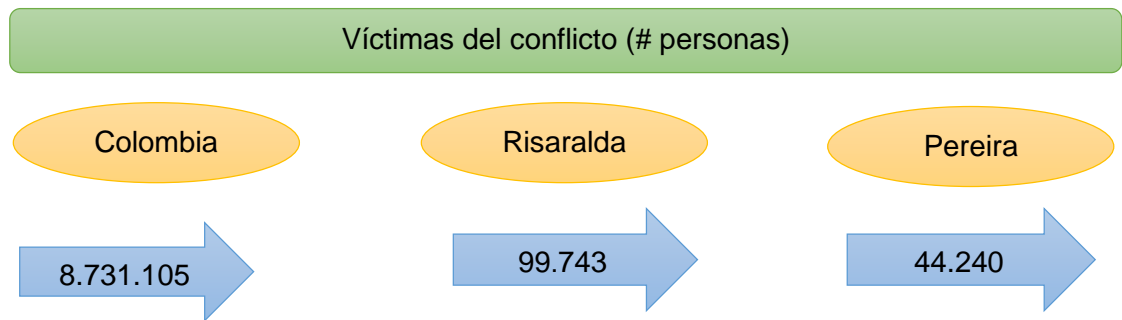 Víctimas del conflicto (# personas)
Colombia
Risaralda
Pereira
8.731.105
99.743
44.240